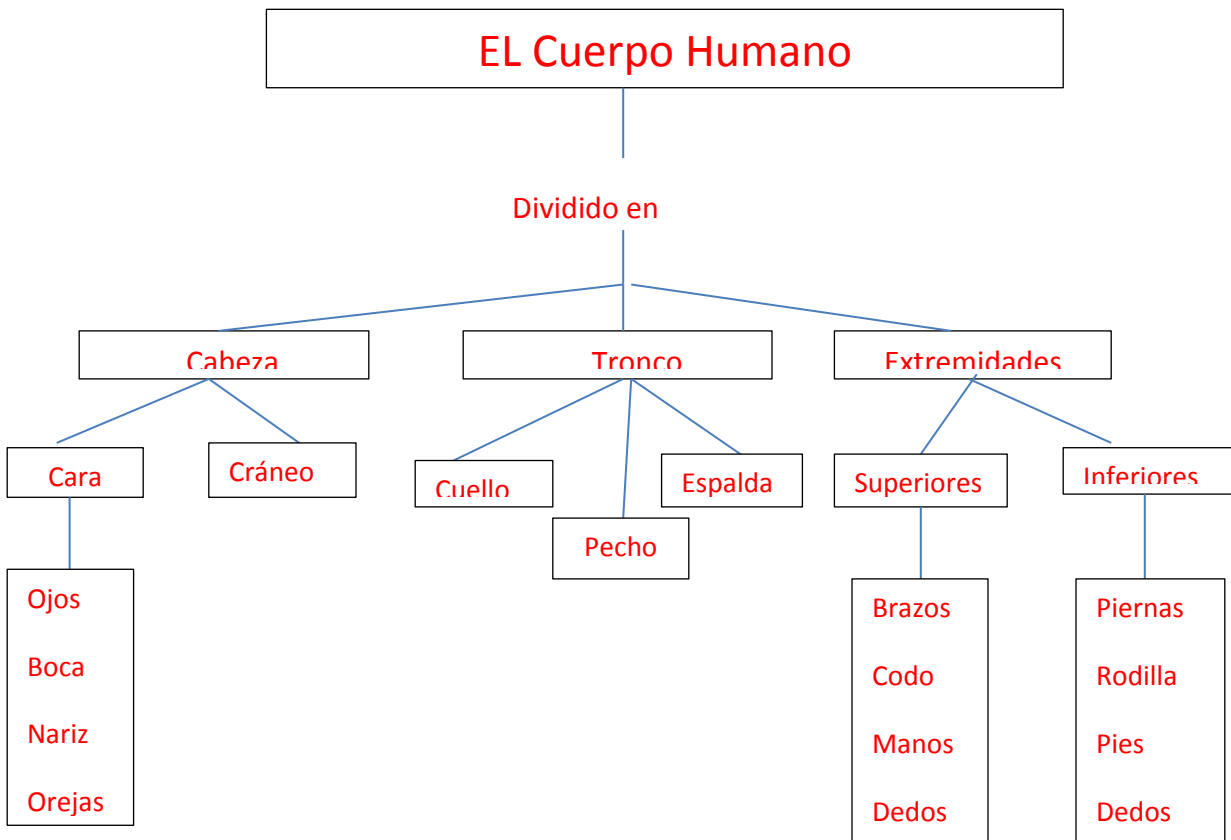 EL Cuerpo Humano
Dividido en
Cabeza
Tronco
Extremidades
Cara
Cráneo
Cuello
Pecho
Espalda
Superiores
Inferiores
Ojos
Boca
Nariz
Orejas
Brazos
Codo
Manos
Dedos
Piernas
Rodilla
Pies
Dedos